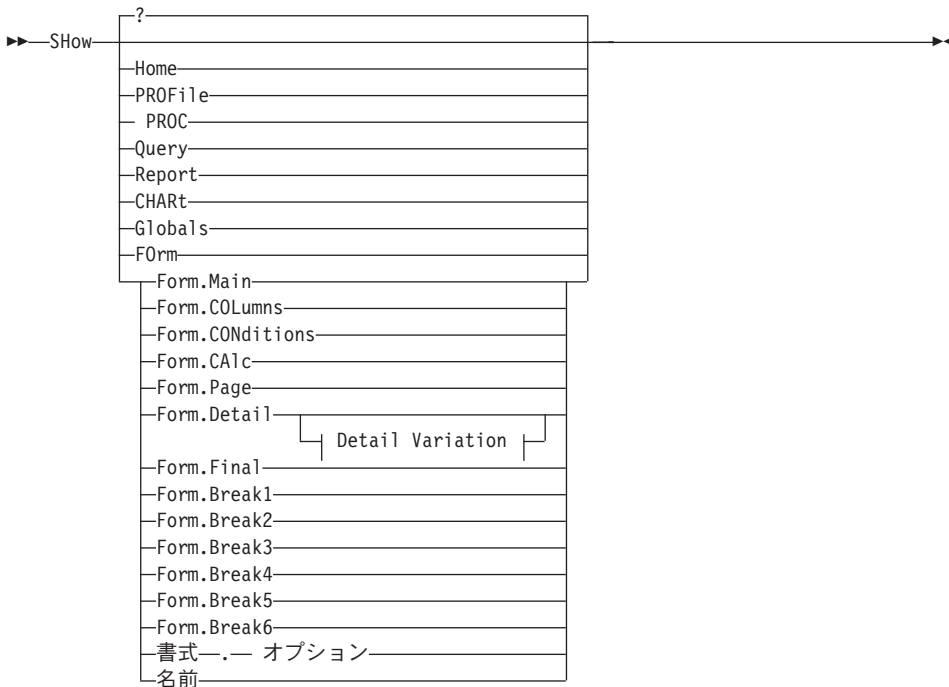 ?
SHow
Home
PROFile
PROC
Query
Report
CHARt
Globals
FOrm
Form.Main
Form.COLumns
Form.CONditions
Form.CAlc
Form.Page
Form.Detail
Detail Variation
Form.Final
Form.Break1
Form.Break2
Form.Break3
Form.Break4
Form.Break5
Form.Break6
書式 . オプション
名前